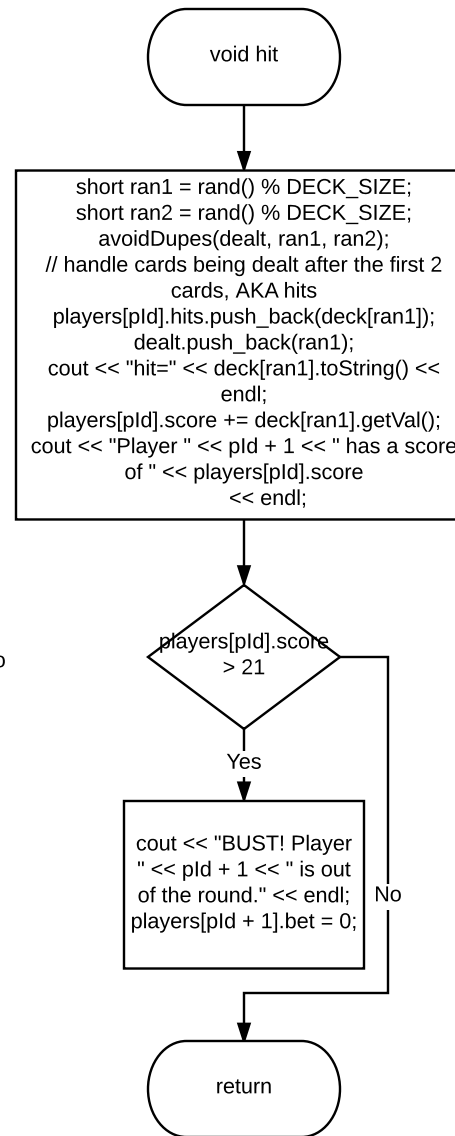 void hit
short ran1 = rand() % DECK_SIZE;
short ran2 = rand() % DECK_SIZE;
avoidDupes(dealt, ran1, ran2);
// handle cards being dealt after the first 2
cards, AKA hits
players[pId].hits.push_back(deck[ran1]);
dealt.push_back(ran1);
cout << "hit=" << deck[ran1].toString() <<
endl;
players[pId].score += deck[ran1].getVal();
cout << "Player " << pId + 1 << " has a score
of " << players[pId].score
<< endl;
players[pId].score
> 21
Yes
cout << "BUST! Player
" << pId + 1 << " is out
of the round." << endl;
players[pId + 1].bet = 0;
No
return